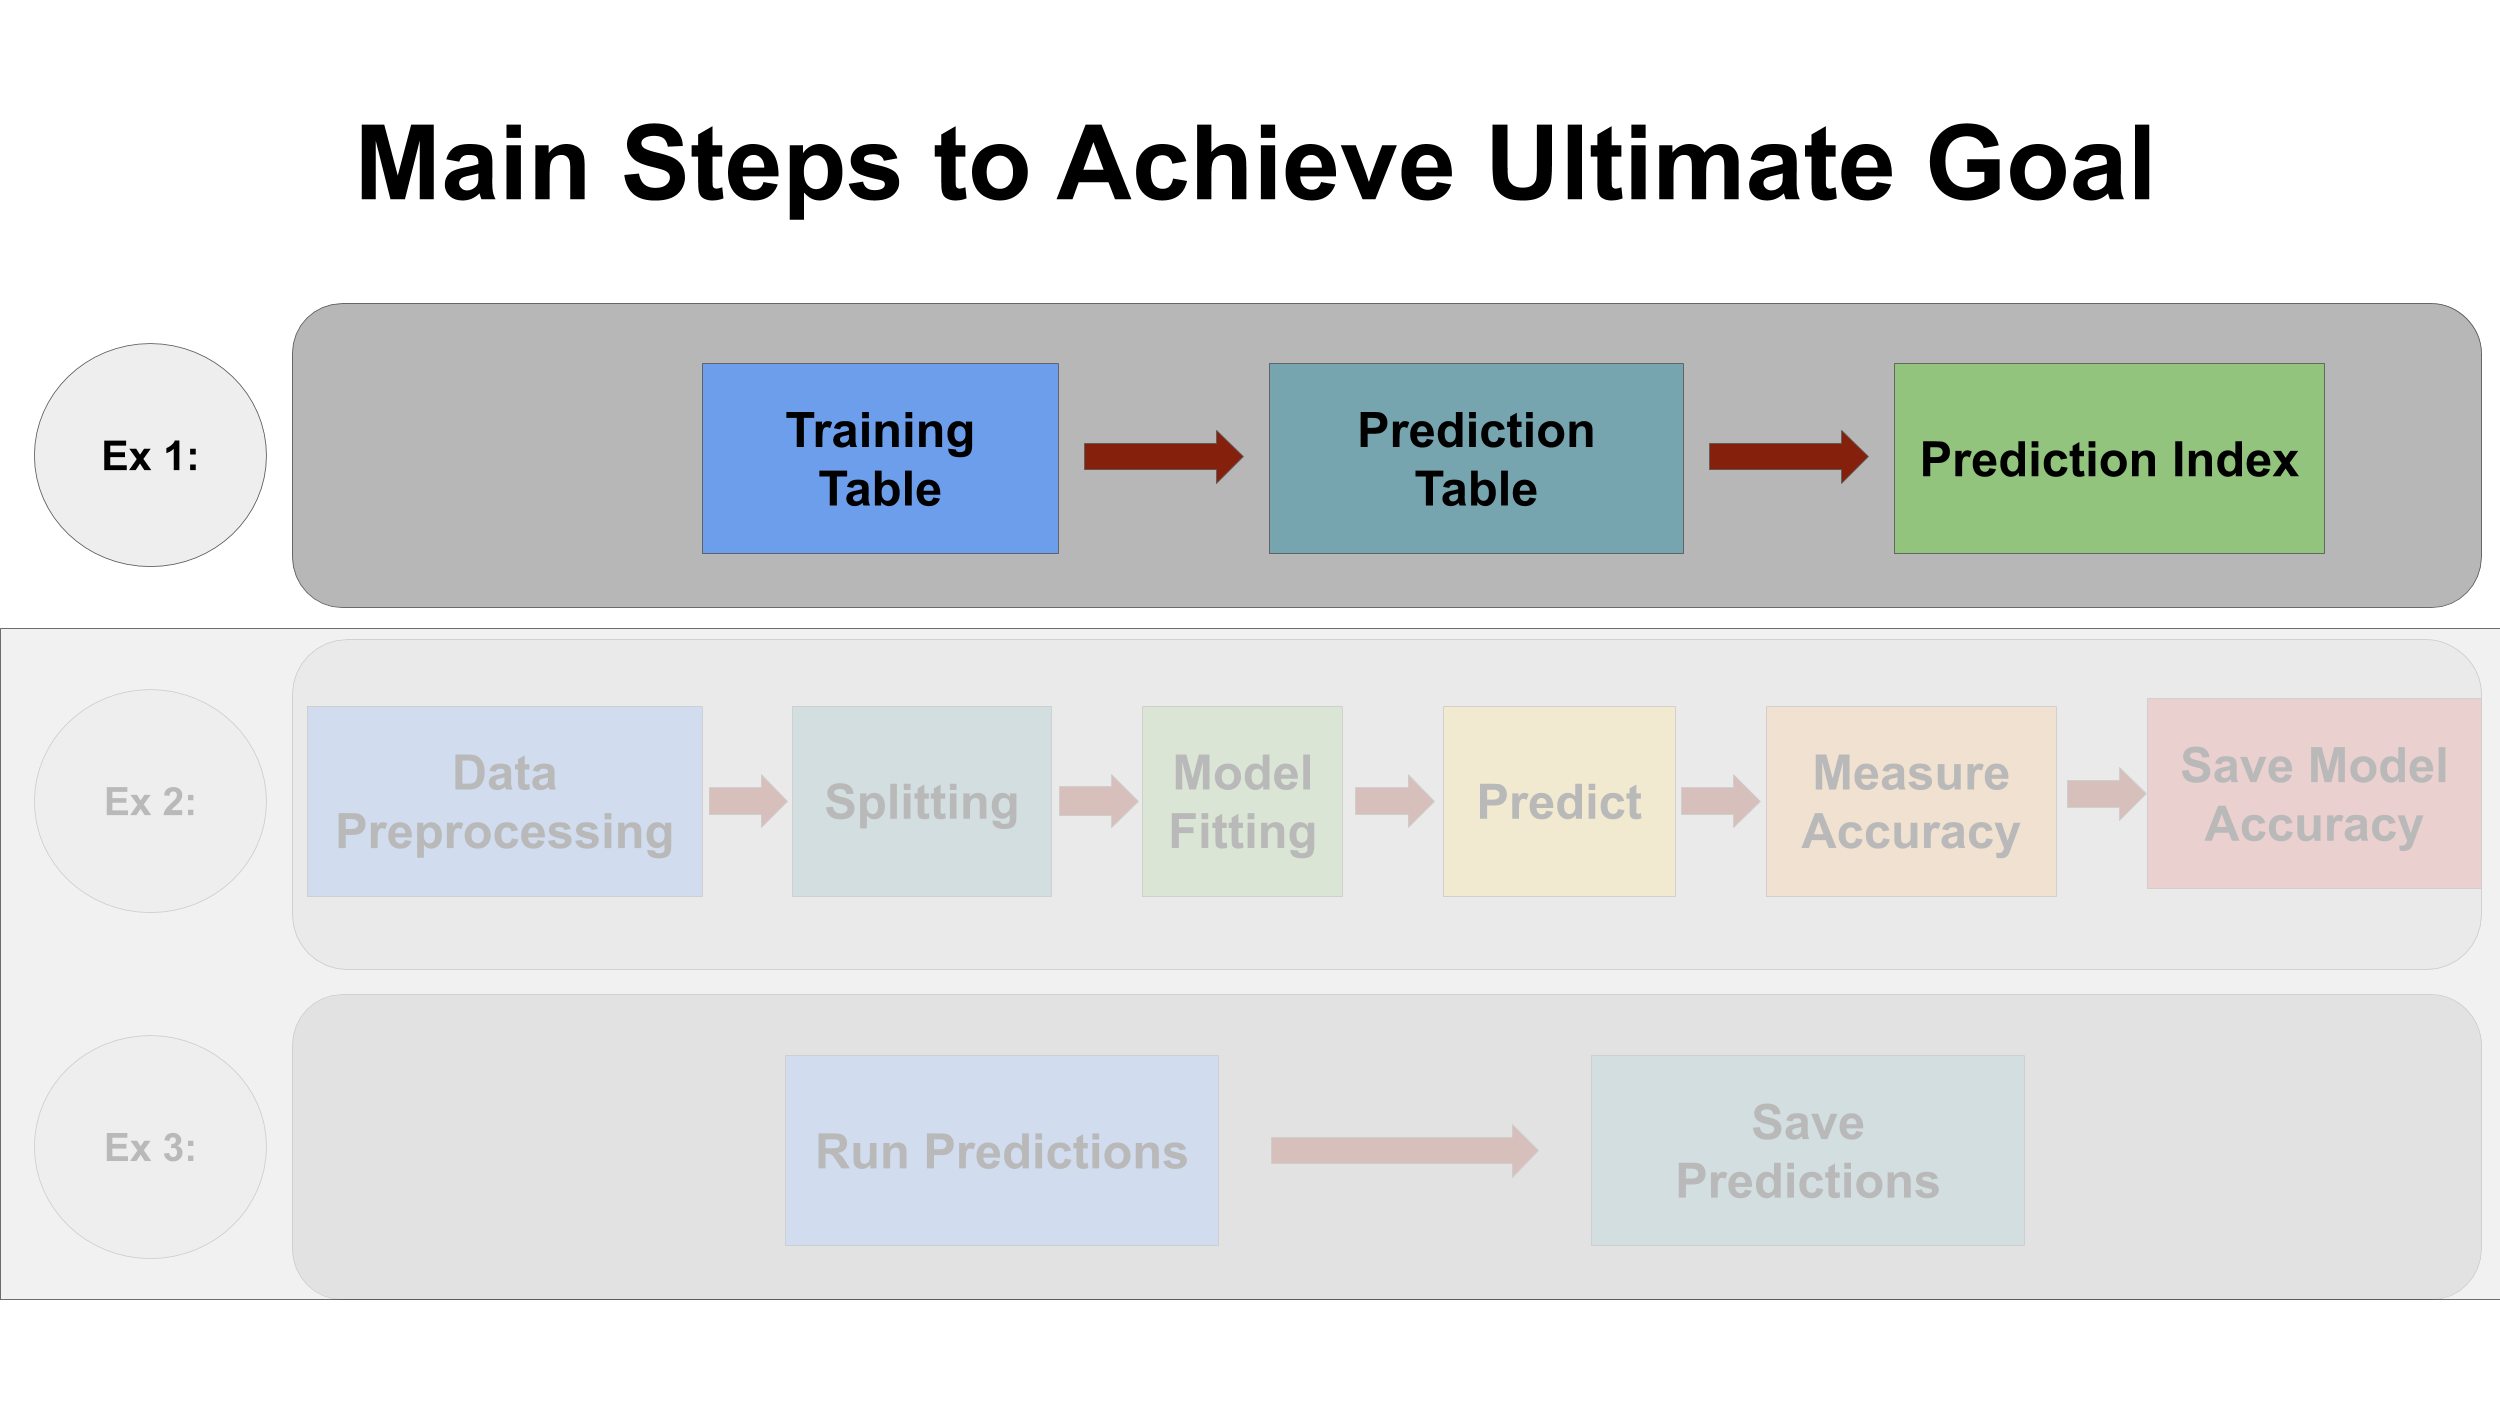 Main Steps to Achieve Ultimate Goal
Ex 1:
Training
Table
Prediction
Table
Prediction Index
Ex 2:
Data
Preprocessing
Splitting
Model
Fitting
Predict
Measure
Accuracy
Save Model
Accuracy
Ex 3:
Run Predictions
Save
Predictions